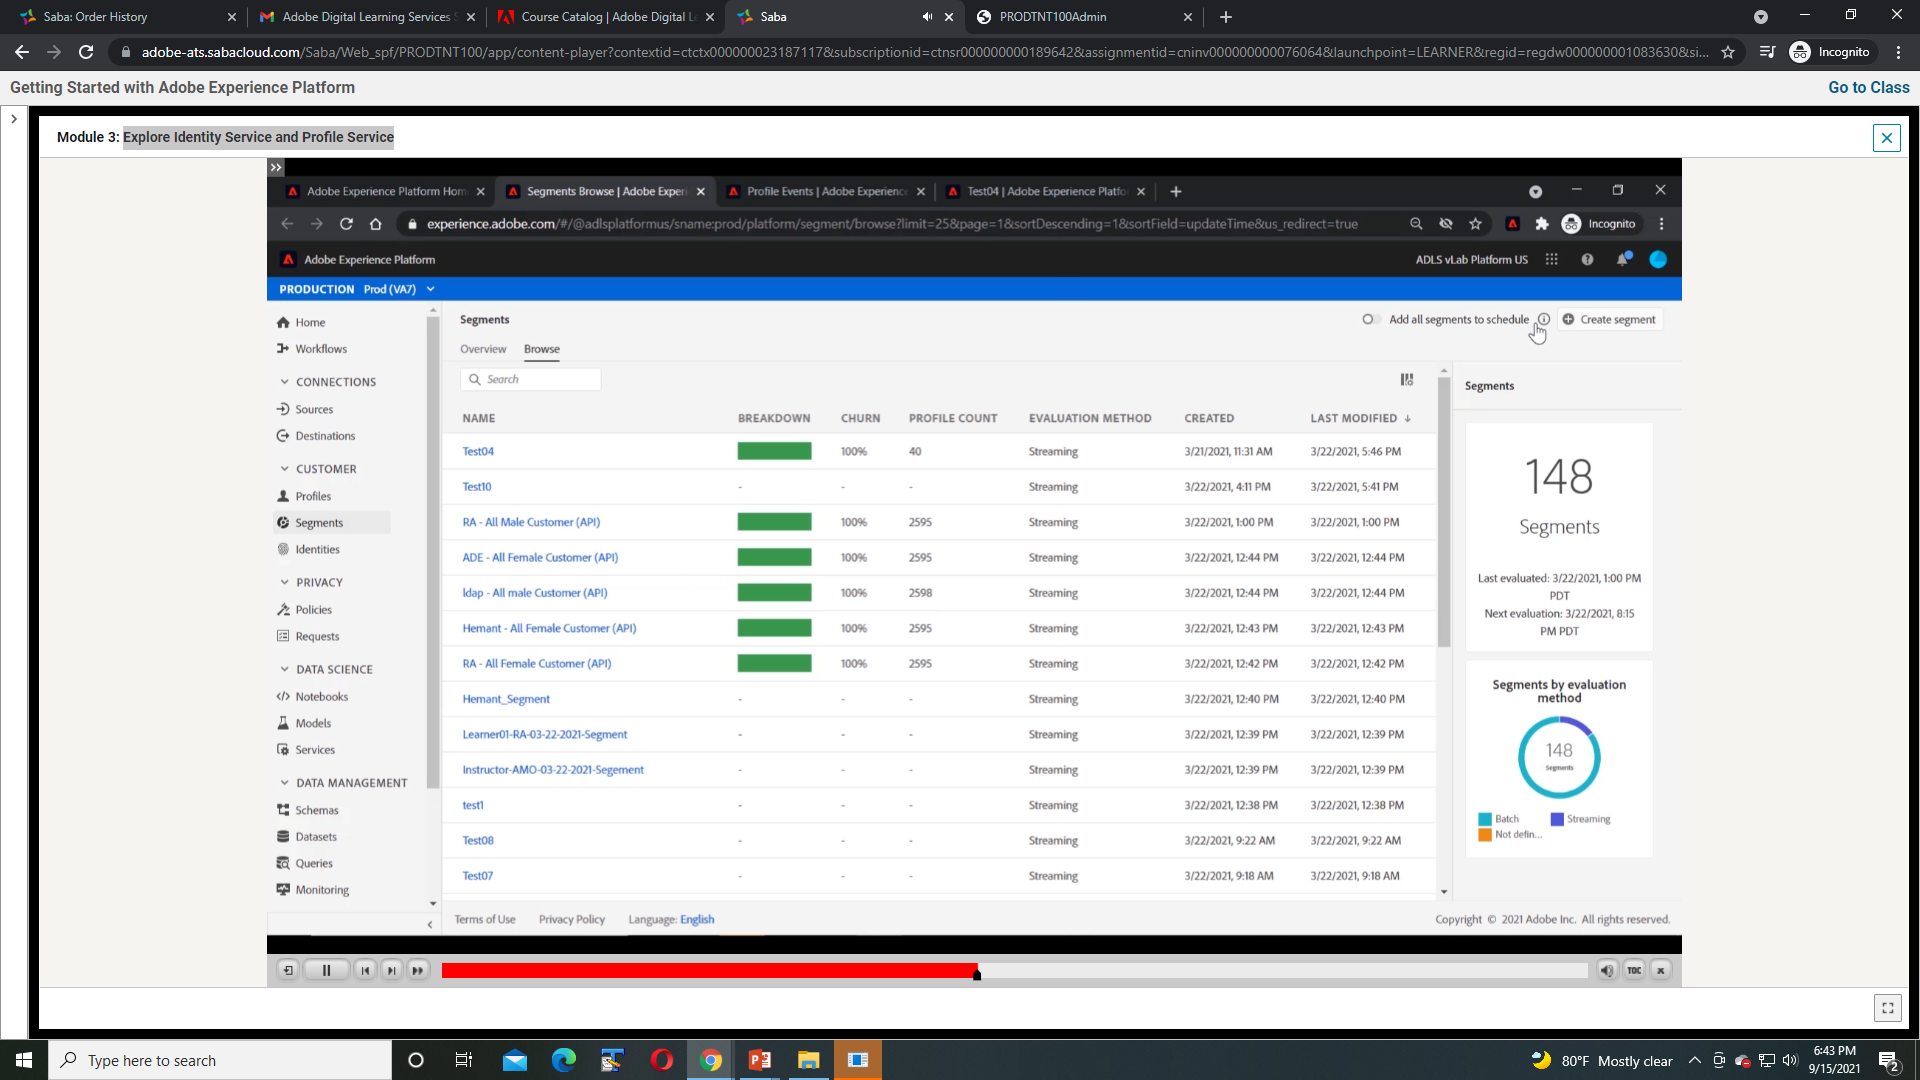 Saba: Order History
Adobe Digital Learning Services S
Course Catalog | Adobe Digital L
Saba
PRODTNT100Admin
adobe-ats.sabacloud.com/Saba/Web_spf/PRODTNT100/app/content-player?contextid=ctctx000000023187117&subscriptionid=ctnsr000000000189642&assignmentid=cninv000000000076064&launchpoint=LEARNER&regid=regdw000000001083630&si...
Incognito
Getting Started with Adobe Experience Platform
Go to Class
Module 3: Explore Identity Service and Profile Service
Adobe Experience Platform Hom
Segments Browse | Adobe Experi
Profile Events | Adobe Experience
Test04 | Adobe Experience Platfo
experience.adobe.com/#/@adlsplatformus/sname:prod/platform/segment/browse?limit=25&page=1&sortDescending=1&sortField=updateTime&us_redirect=true
Incognito
Adobe Experience Platform
ADLS vLab Platform US
PRODUCTION Prod (VA7)
Home
Workflows
CONNECTIONS
Sources
Destinations
CUSTOMER
Profiles
Segments
Identities
PRIVACY
Policies
Requests
DATA SCIENCE
Notebooks
Models
Services
DATA MANAGEMENT
Schemas
Datasets
Queries
Monitoring
Segments
Add all segments to schedule
Create segment
Overview Browse
Search
NAME BREAKDOWN CHURN PROFILE COUNT EVALUATION METHOD CREATED LAST MODIFIED ↓
Test04 100% 40 Streaming 3/21/2021, 11:31 AM 3/22/2021, 5:46 PM
Test10 - - - Streaming 3/22/2021, 4:11 PM 3/22/2021, 5:41 PM
RA - All Male Customer (API) 100% 2595 Streaming 3/22/2021, 1:00 PM 3/22/2021, 1:00 PM
ADE - All Female Customer (API) 100% 2595 Streaming 3/22/2021, 12:44 PM 3/22/2021, 12:44 PM
ldap - All male Customer (API) 100% 2598 Streaming 3/22/2021, 12:44 PM 3/22/2021, 12:44 PM
Hemant - All Female Customer (API) 100% 2595 Streaming 3/22/2021, 12:43 PM 3/22/2021, 12:43 PM
RA - All Female Customer (API) 100% 2595 Streaming 3/22/2021, 12:42 PM 3/22/2021, 12:42 PM
Hemant_Segment - - - Streaming 3/22/2021, 12:40 PM 3/22/2021, 12:40 PM
Learner01-RA-03-22-2021-Segment - - - Streaming 3/22/2021, 12:39 PM 3/22/2021, 12:39 PM
Instructor-AMO-03-22-2021-Segement - - - Streaming 3/22/2021, 12:39 PM 3/22/2021, 12:39 PM
test1 - - - Streaming 3/22/2021, 12:38 PM 3/22/2021, 12:38 PM
Test08 - - - Streaming 3/22/2021, 9:22 AM 3/22/2021, 9:22 AM
Test07 - - - Streaming 3/22/2021, 9:18 AM 3/22/2021, 9:18 AM
Segments
148
Segments
Last evaluated: 3/22/2021, 1:00 PM
PDT
Next evaluation: 3/22/2021, 8:15
PM PDT
Segments by evaluation
method
148
Segments
Batch
Streaming
Not defin...
Terms of Use Privacy Policy Language: English
Copyright © 2021 Adobe Inc. All rights reserved.
TOC
Type here to search
80°F Mostly clear
6:43 PM
9/15/2021
2